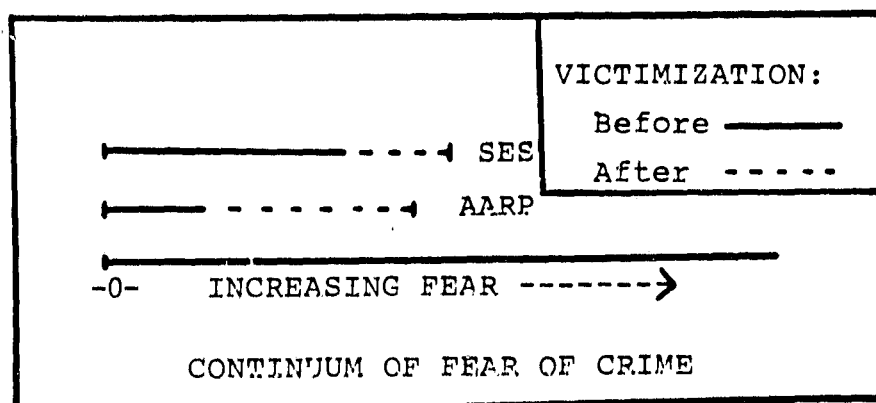 VICTIMIZATION:
Before
After
SES
AARP
-0- INCREASING FEAR
CONTINUUM OF FEAR OF CRIME